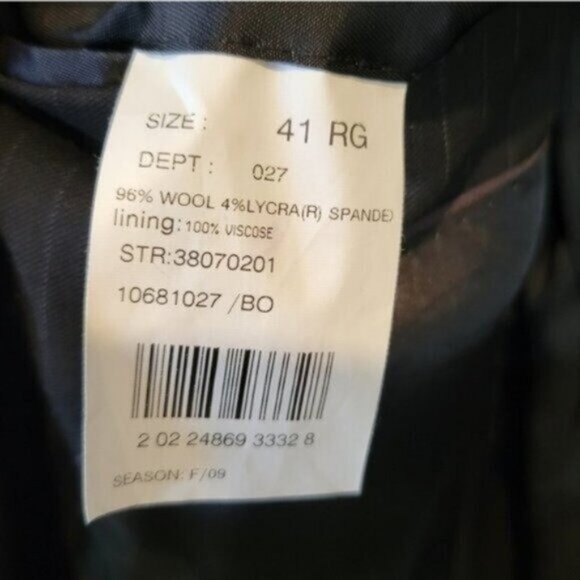 SIZE : 41 RG
DEPT : 027
96% WOOL 4%LYCRA(R) SPANDEX
lining: 100% VISCOSE
STR:38070201
10681027 /BO
2 02 24869 3332 8
SEASON: F/09